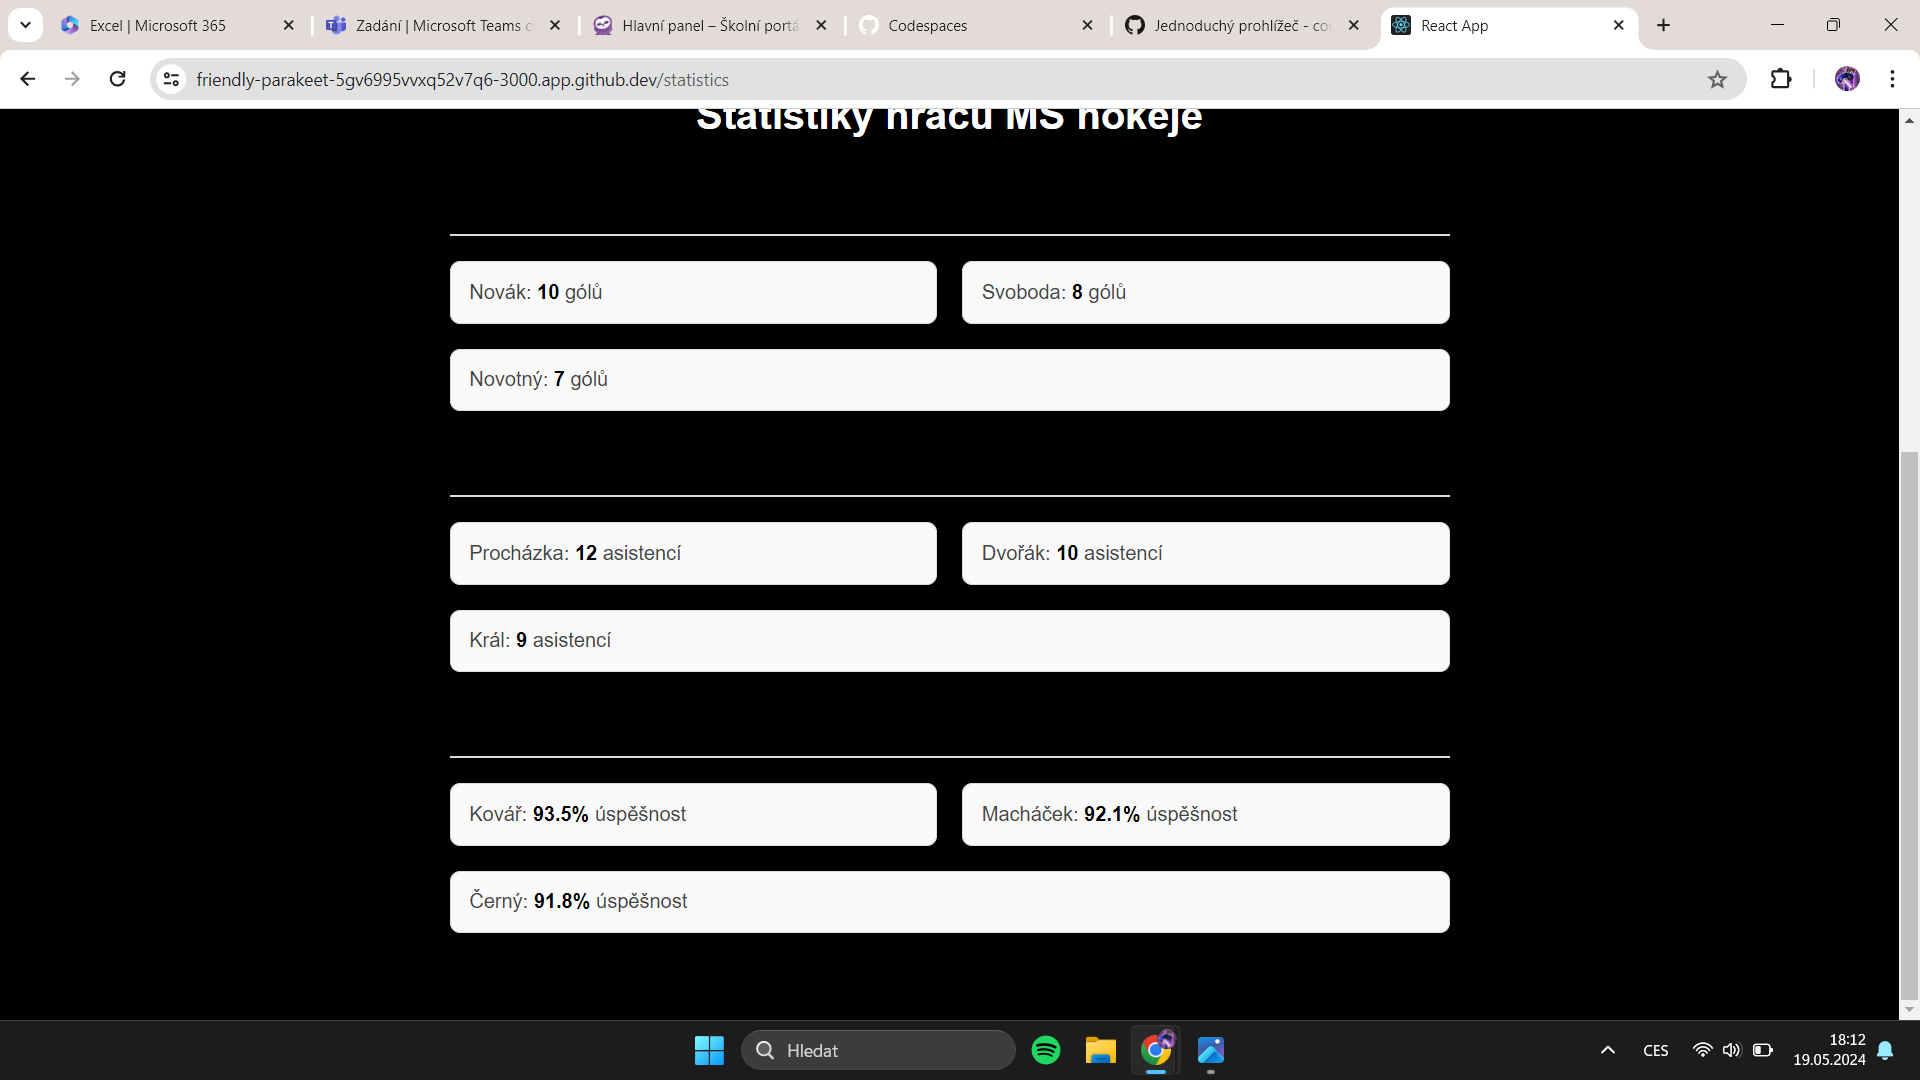 Excel | Microsoft 365
Zadání | Microsoft Teams
Hlavní panel – Školní portá
Codespaces
Jednoduchý prohlížeč - co
React App
friendly-parakeet-5gv6995vvxq52v7q6-3000.app.github.dev/statistics
Statistiky hráčů MS hokeje
Novák: 10 gólů
Svoboda: 8 gólů
Novotný: 7 gólů
Procházka: 12 asistencí
Dvořák: 10 asistencí
Král: 9 asistencí
Kovář: 93.5% úspěšnost
Macháček: 92.1% úspěšnost
Černý: 91.8% úspěšnost
Hledat
CES
18:12
19.05.2024